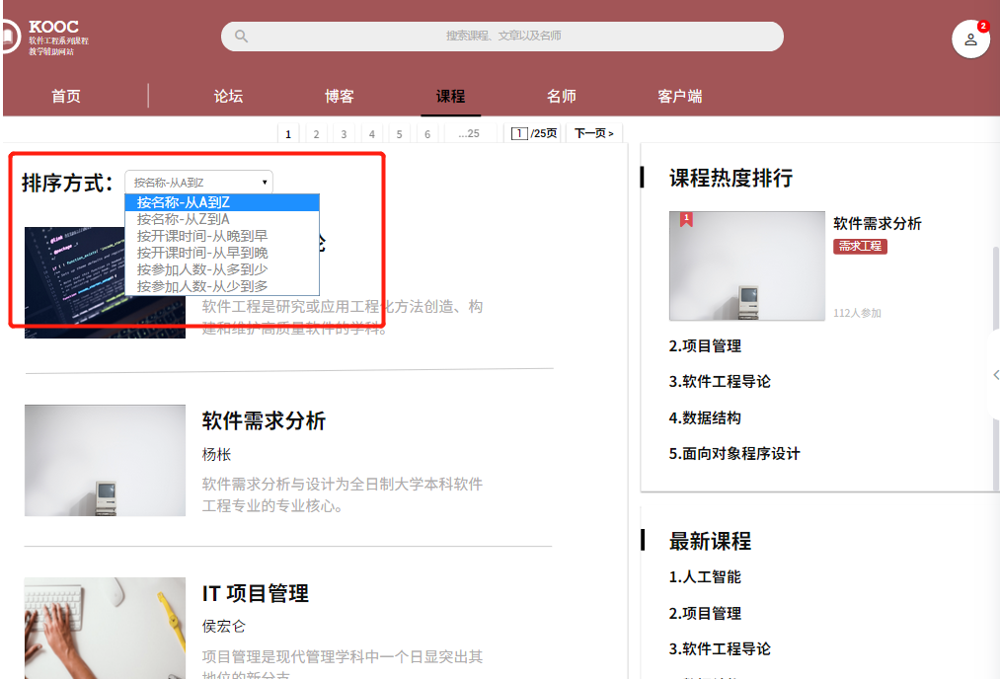 KOOC
软件工程系列课程
教学辅助网站
搜索课程、文章以及名师
2
首页
论坛
博客
课程
名师
客户端
1 2 3 4 5 6 ...25 1 /25页 下一页 >
排序方式：
按名称-从A到Z
按名称-从A到Z
按名称-从Z到A
按开课时间-从晚到早
按开课时间-从早到晚
按参加人数-从多到少
按参加人数-从少到多
软件工程是研究或应用工程化方法创造、构
建和维护高质量软件的学科。
软件需求分析
杨枨
软件需求分析与设计为全日制大学本科软件
工程专业的专业核心。
IT 项目管理
侯宏仑
项目管理是现代管理学科中一个日显突出其
地位的新分支
课程热度排行
1
软件需求分析
需求工程
112人参加
2.项目管理
3.软件工程导论
4.数据结构
5.面向对象程序设计
最新课程
1.人工智能
2.项目管理
3.软件工程导论